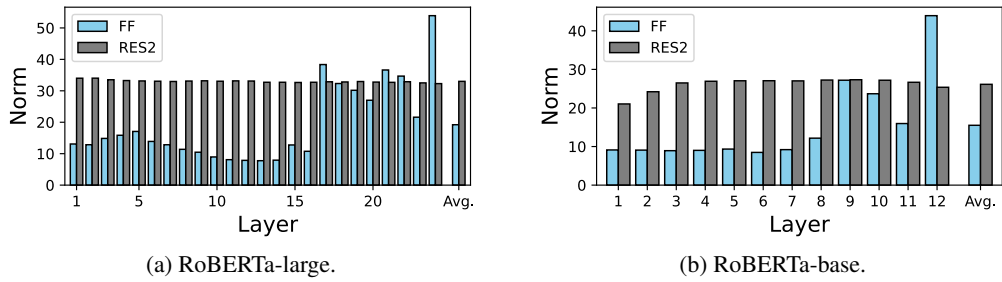 FF
RES2
Norm
50
40
30
20
10
0
1 5 10 15 20 Avg.
Layer
(a) RoBERTa-large.
FF
RES2
Norm
40
30
20
10
0
1 2 3 4 5 6 7 8 9 10 11 12 Avg.
Layer
(b) RoBERTa-base.